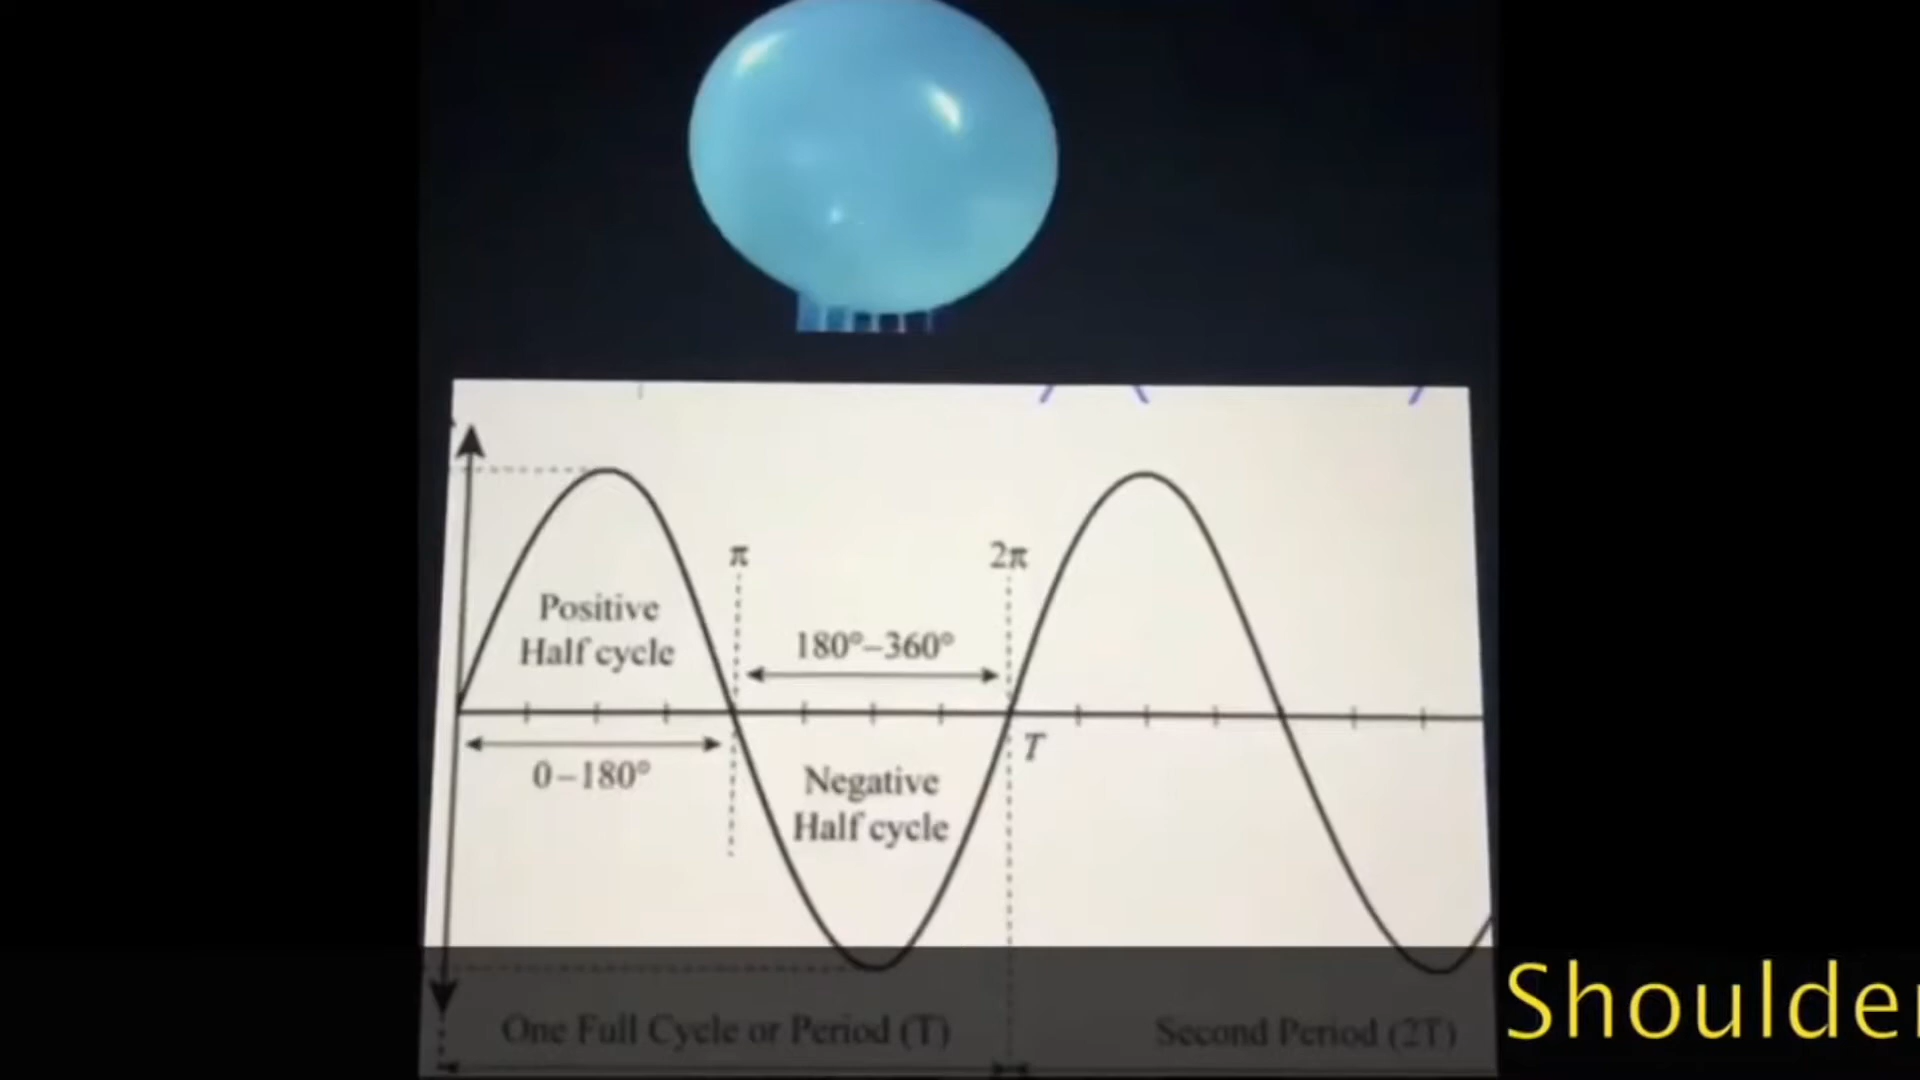 π
2π
Positive
Half cycle
180°–360°
0–180°
T
Negative
Half cycle
One Full Cycle or Period (T)
Second Period (2T)